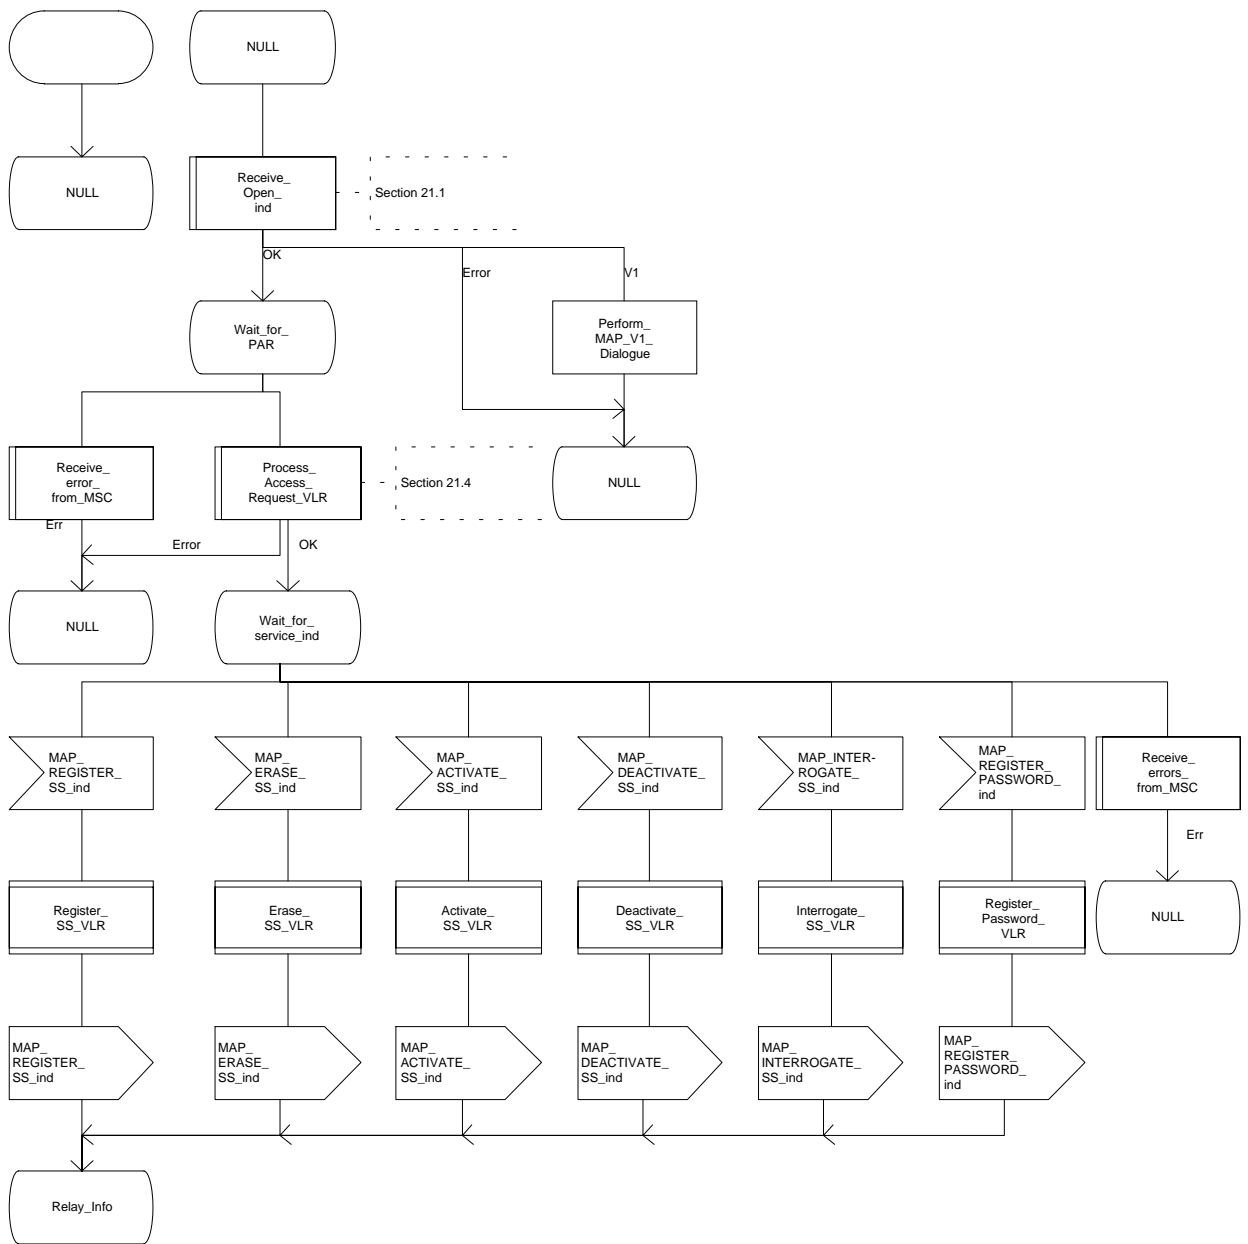 NULL
NULL
Receive_
Open_
ind
Section 21.1
OK
Error
V1
Wait_for_
PAR
Perform_
MAP_V1_
Dialogue
Receive_
error_
from_MSC
Process_
Access_
Request_VLR
Section 21.4
NULL
Err
Error
OK
NULL
Wait_for_
service_ind
MAP_
REGISTER_
SS_ind
MAP_
ERASE_
SS_ind
MAP_
ACTIVATE_
SS_ind
MAP_
DEACTIVATE_
SS_ind
MAP_INTER-
ROGATE_
SS_ind
MAP_
REGISTER_
PASSWORD_
ind
Receive_
errors_
from_MSC
Err
Register_
SS_VLR
Erase_
SS_VLR
Activate_
SS_VLR
Deactivate_
SS_VLR
Interrogate_
SS_VLR
Register_
Password_
VLR
NULL
MAP_
REGISTER_
SS_ind
MAP_
ERASE_
SS_ind
MAP_
ACTIVATE_
SS_ind
MAP_
DEACTIVATE_
SS_ind
MAP_
INTERROGATE_
SS_ind
MAP_
REGISTER_
PASSWORD_
ind
Relay_Info